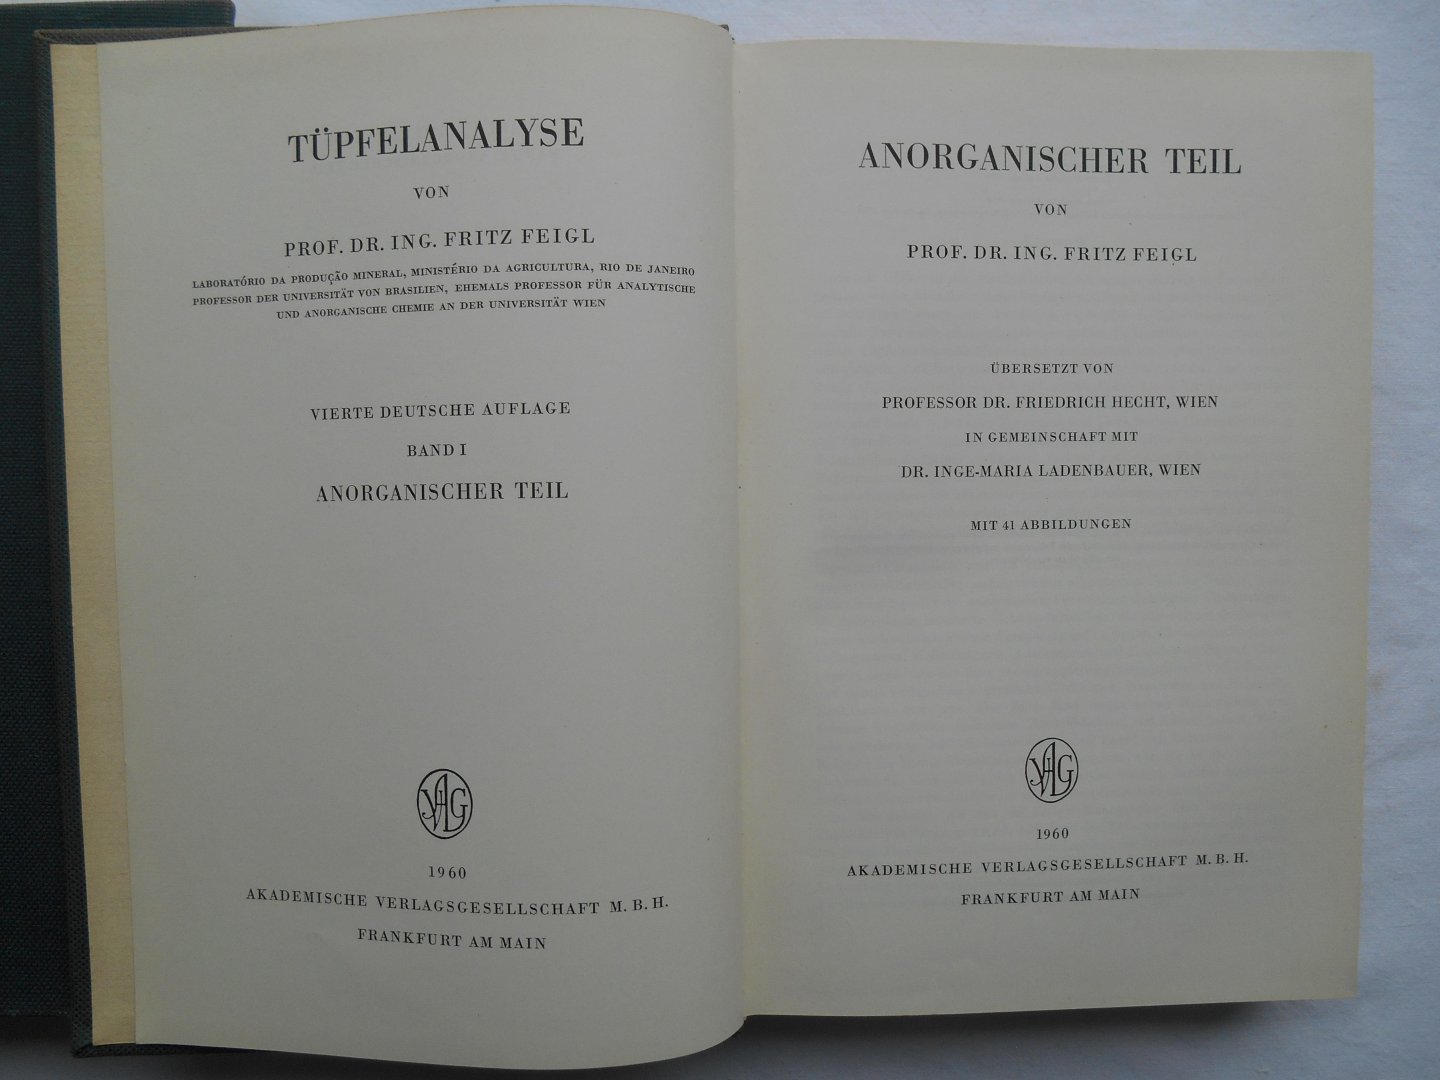 TÜPFELANALYSE
VON
PROF. DR. ING. FRITZ FEIGL
LABORATÓRIO DA PRODUÇÃO MINERAL, MINISTÉRIO DA AGRICULTURA, RIO DE JANEIRO
PROFESSOR DER UNIVERSITÄT VON BRASILIEN, EHEMALS PROFESSOR FÜR ANALYTISCHE
UND ANORGANISCHE CHEMIE AN DER UNIVERSITÄT WIEN
VIERTE DEUTSCHE AUFLAGE
BAND I
ANORGANISCHER TEIL
VAG
1960
AKADEMISCHE VERLAGSGESELLSCHAFT M.B.H.
FRANKFURT AM MAIN
ANORGANISCHER TEIL
VON
PROF. DR. ING. FRITZ FEIGL
ÜBERSETZT VON
PROFESSOR DR. FRIEDRICH HECHT, WIEN
IN GEMEINSCHAFT MIT
DR. INGE-MARIA LADENBAUER, WIEN
MIT 41 ABBILDUNGEN
VAG
1960
AKADEMISCHE VERLAGSGESELLSCHAFT M.B.H.
FRANKFURT AM MAIN